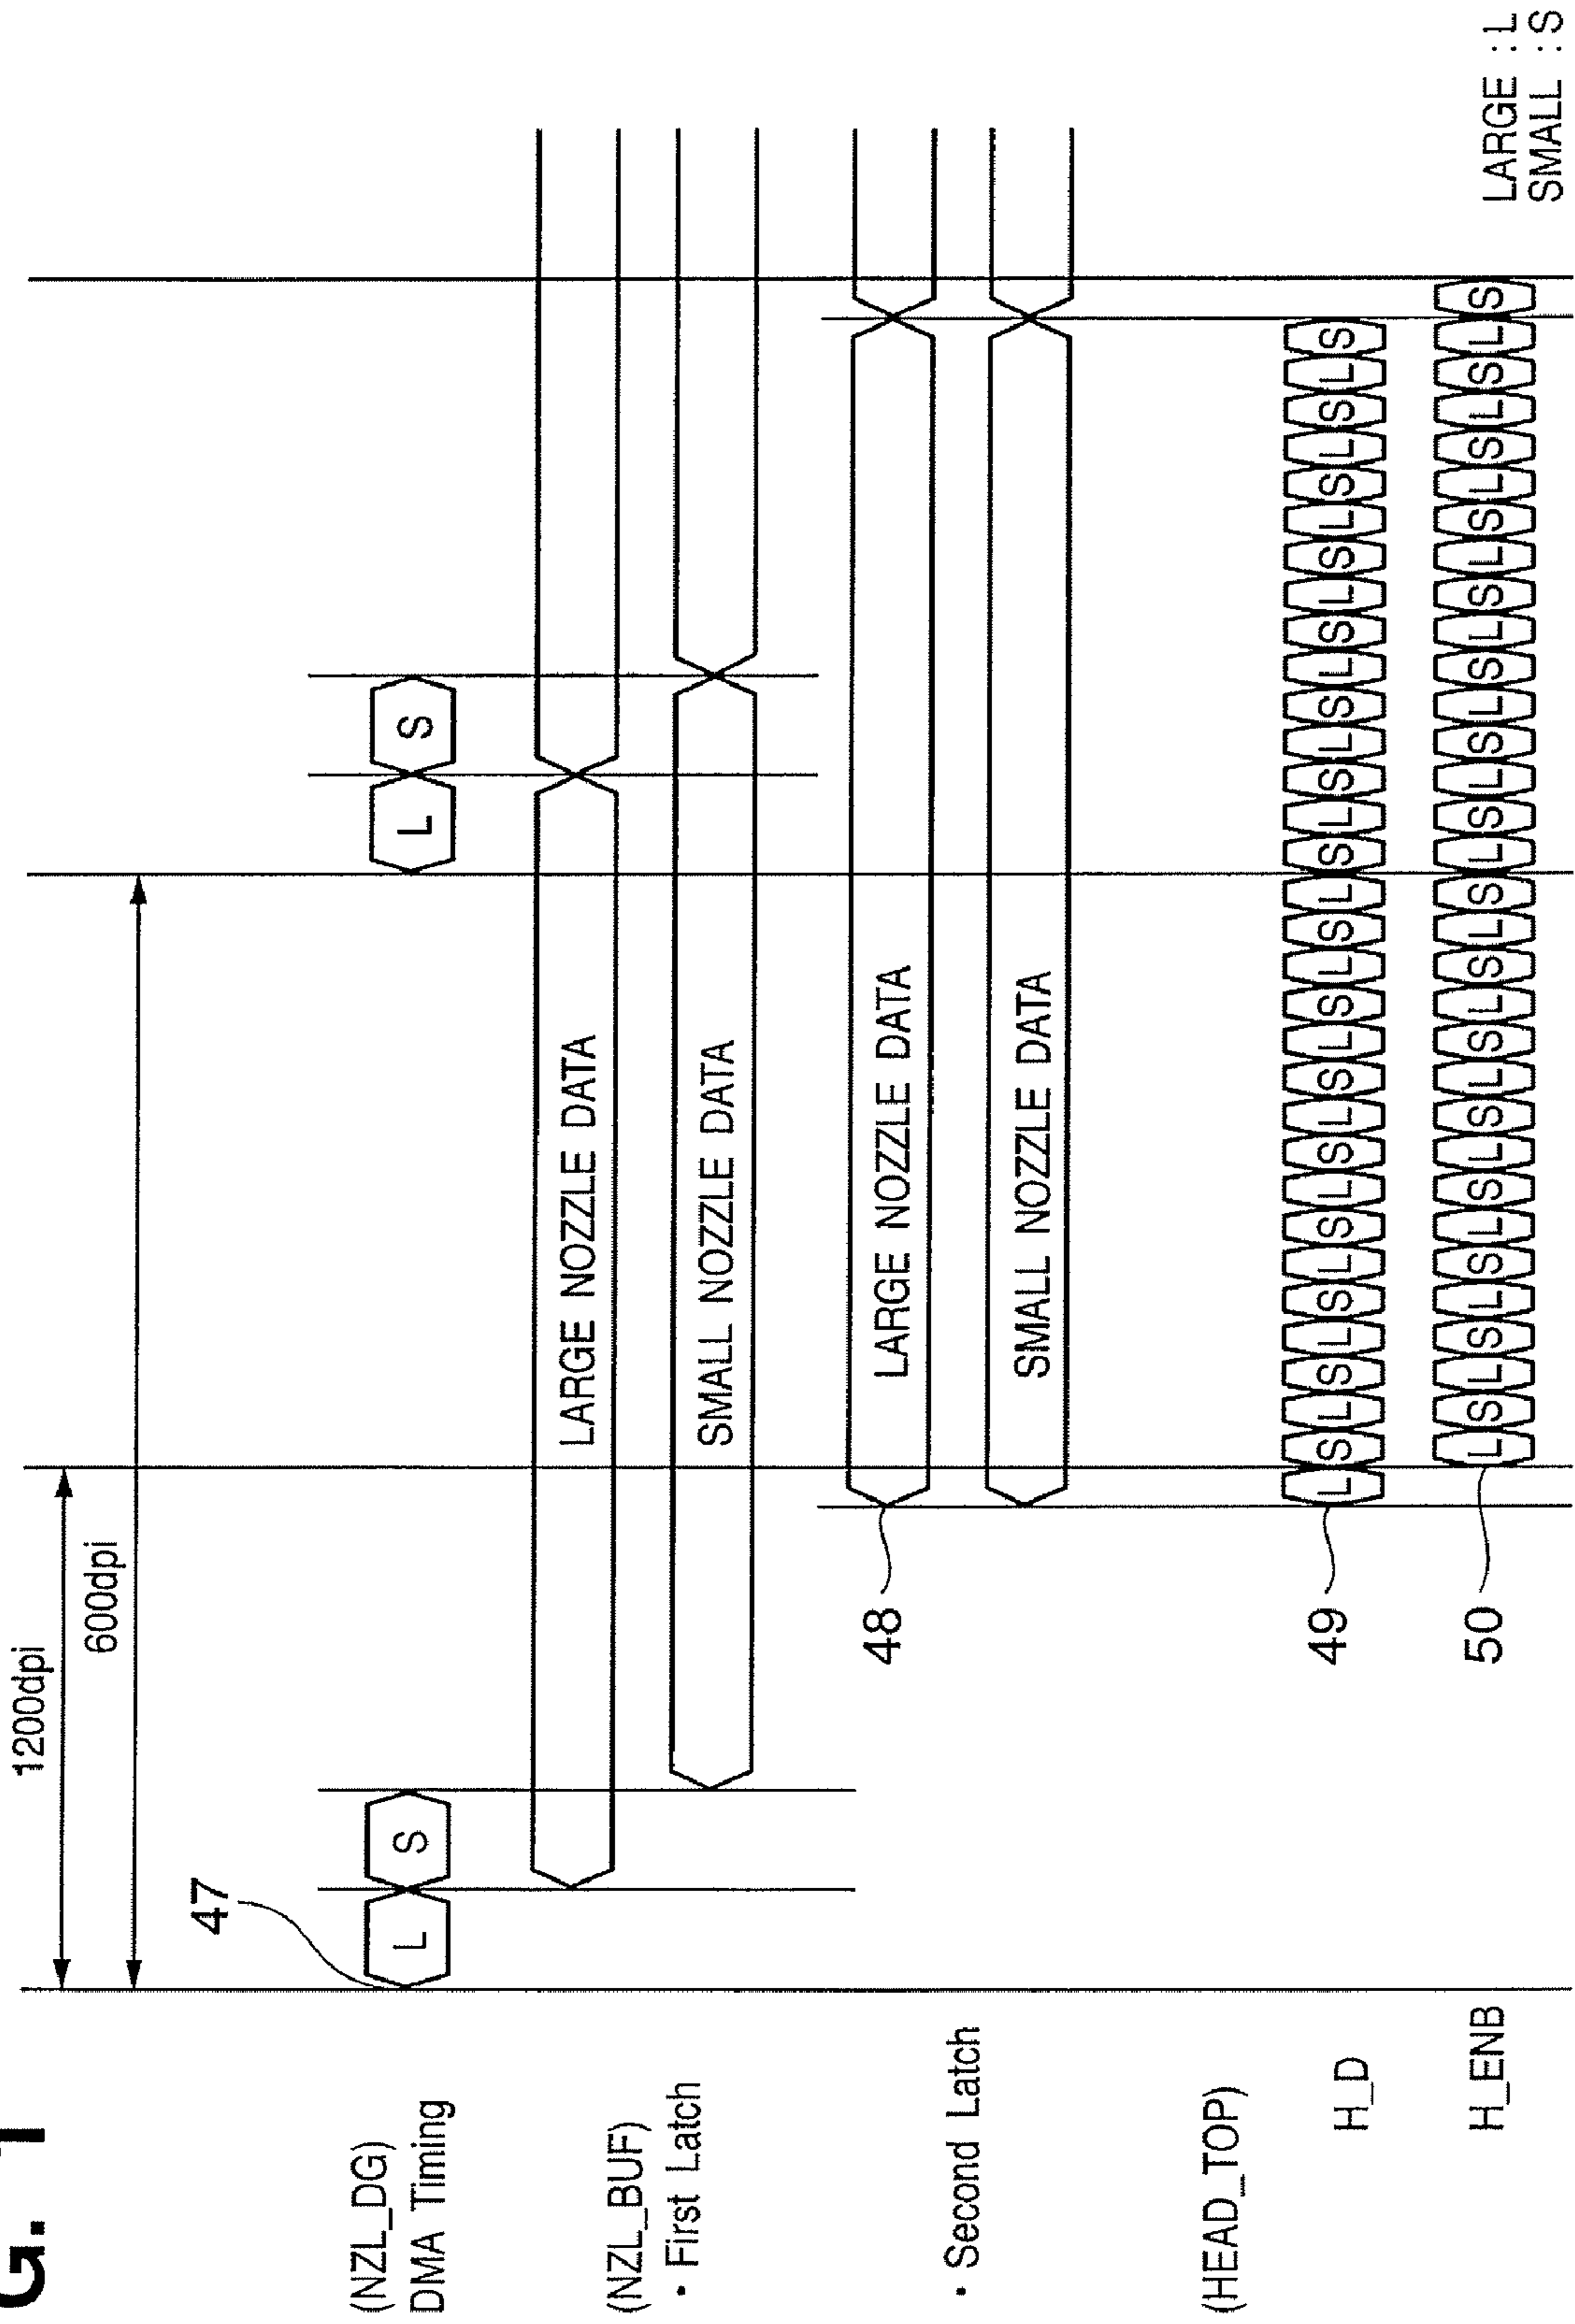 G. 1
1200dpi
600dpi
47
(NZL_DG)
DMA Timing
L S L S
(NZL_BUF)
• First Latch
LARGE NOZZLE DATA
SMALL NOZZLE DATA
• Second Latch
LARGE NOZZLE DATA
SMALL NOZZLE DATA
48
(HEAD_TOP)
H_D
49
L S L S L S L S L S L S L S L S L S L S L S L S L S L S L S L S
H_ENB
50
L S L S L S L S L S L S L S L S L S L S L S L S L S L S L S L S
LARGE :L
SMALL :S